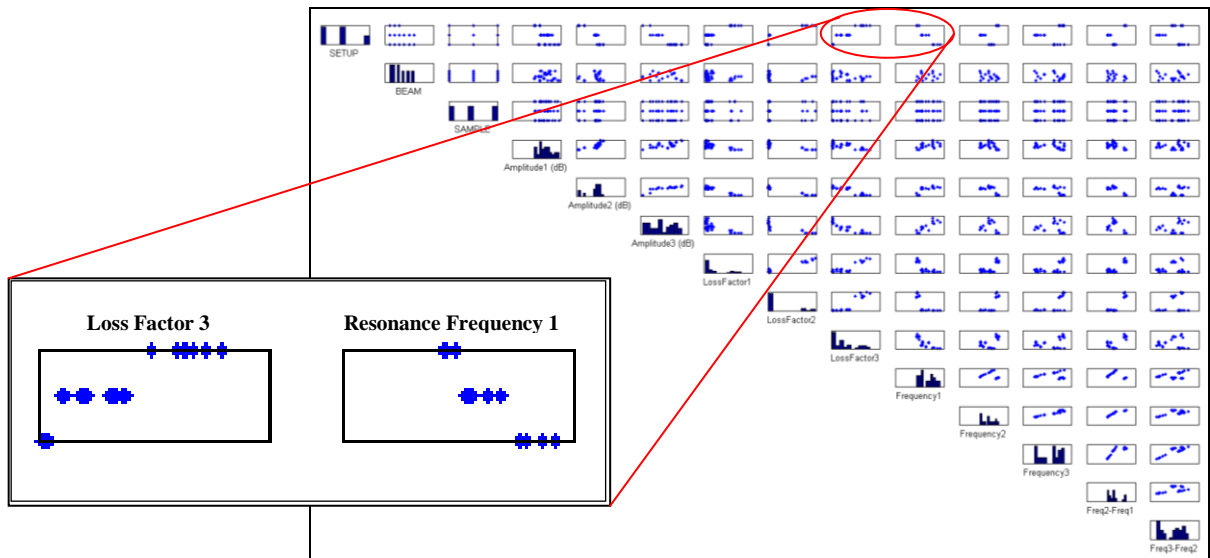 SETUP
BEAM
SAMPLE
Amplitude1 (dB)
Amplitude2 (dB)
Amplitude3 (dB)
LossFactor1
LossFactor2
LossFactor3
Frequency1
Frequency2
Frequency3
Freq2-Freq1
Freq3-Freq2
Loss Factor 3
Resonance Frequency 1